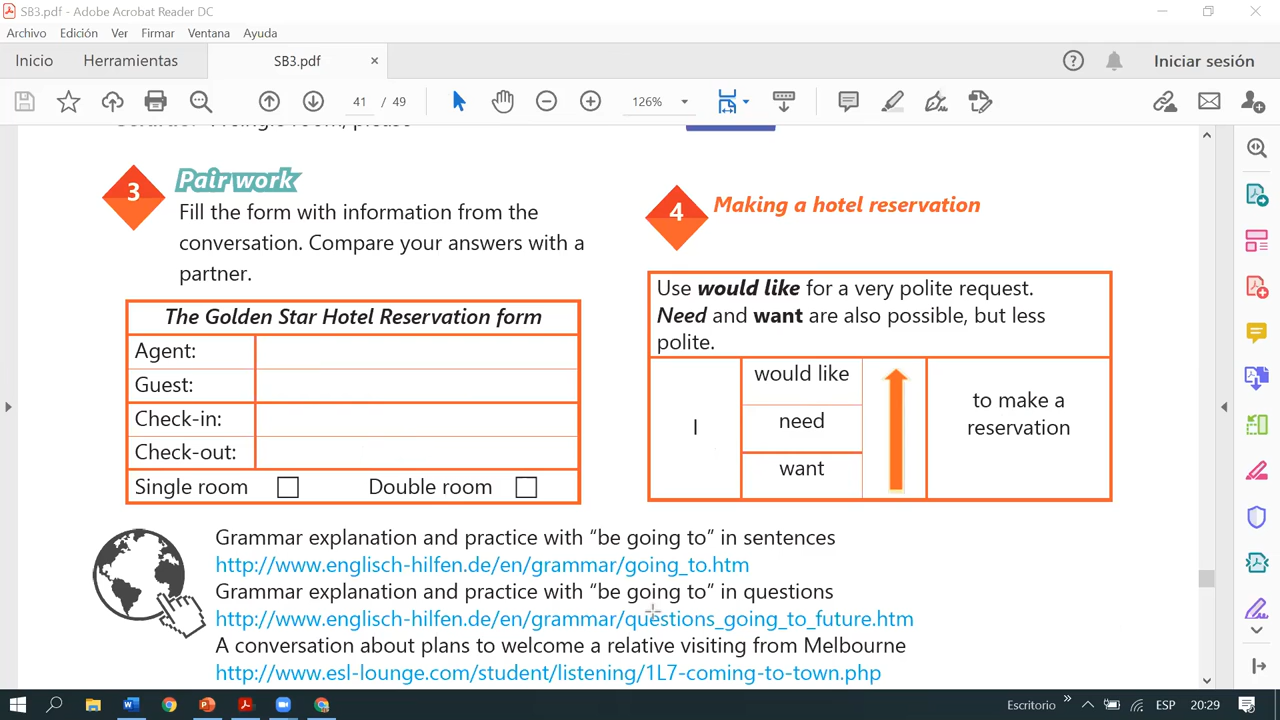 SB3.pdf - Adobe Acrobat Reader DC
Archivo Edición Ver Firmar Ventana Ayuda
Inicio Herramientas SB3.pdf × Iniciar sesión
41 / 49 126%
3 Pair work
Fill the form with information from the
conversation. Compare your answers with a
partner.
The Golden Star Hotel Reservation form
Agent:
Guest:
Check-in:
Check-out:
Single room Double room
4 Making a hotel reservation
Use would like for a very polite request.
Need and want are also possible, but less
polite.
I
would like
need
want
to make a
reservation
Grammar explanation and practice with “be going to” in sentences
http://www.englisch-hilfen.de/en/grammar/going_to.htm
Grammar explanation and practice with “be going to” in questions
http://www.englisch-hilfen.de/en/grammar/questions_going_to_future.htm
A conversation about plans to welcome a relative visiting from Melbourne
http://www.esl-lounge.com/student/listening/1L7-coming-to-town.php
Escritorio ESP 20:29